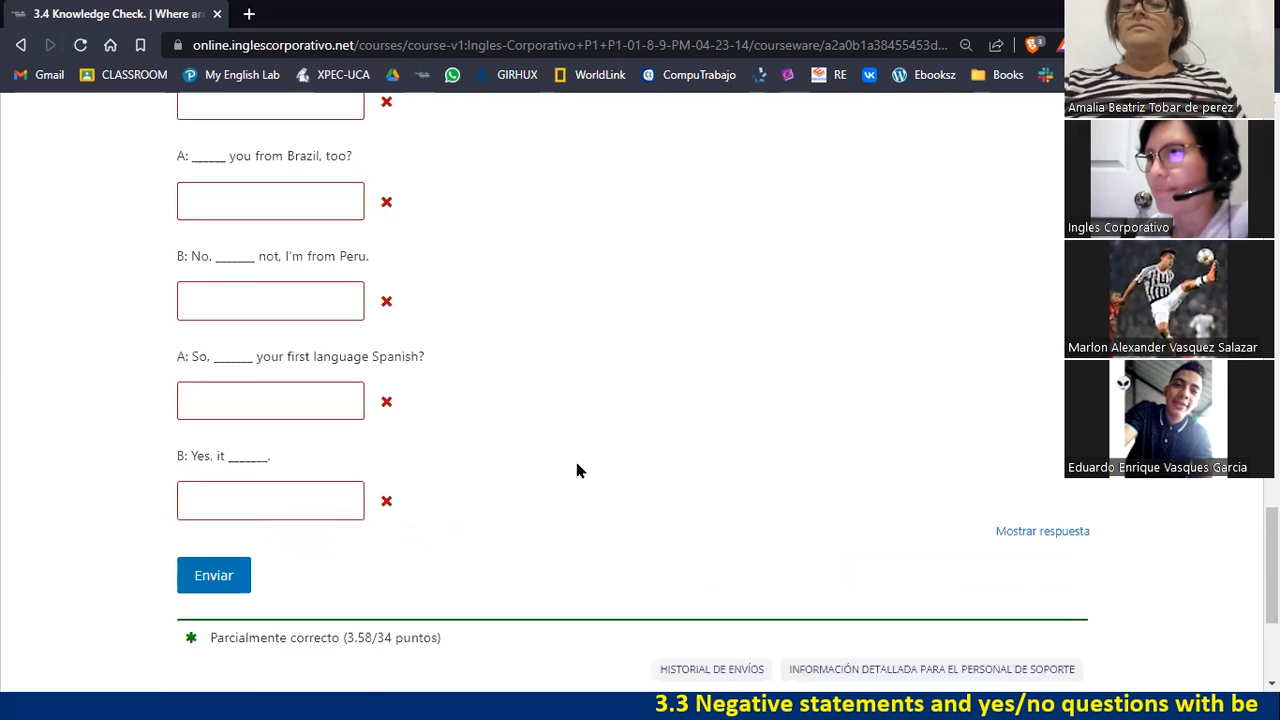 3.4 Knowledge Check. | Where ar
online.inglescorporativo.net/courses/course-v1:Ingles-Corporativo+P1+P1-01-8-9-PM-04-23-14/courseware/a2a0b1a38455453d...
Gmail
CLASSROOM
My English Lab
XPEC-UCA
GIRHUX
WorldLink
CompuTrabajo
RE
Ebooksz
Books
A: ______ you from Brazil, too?
B: No, _______ not, I'm from Peru.
A: So, _______ your first language Spanish?
B: Yes, it _______.
Mostrar respuesta
Enviar
Parcialmente correcto (3.58/34 puntos)
HISTORIAL DE ENVÍOS
INFORMACIÓN DETALLADA PARA EL PERSONAL DE SOPORTE
Amalia Beatriz Tobar de perez
Ingles Corporativo
Marlon Alexander Vasquez Salazar
Eduardo Enrique Vasques Garcia
3.3 Negative statements and yes/no questions with be